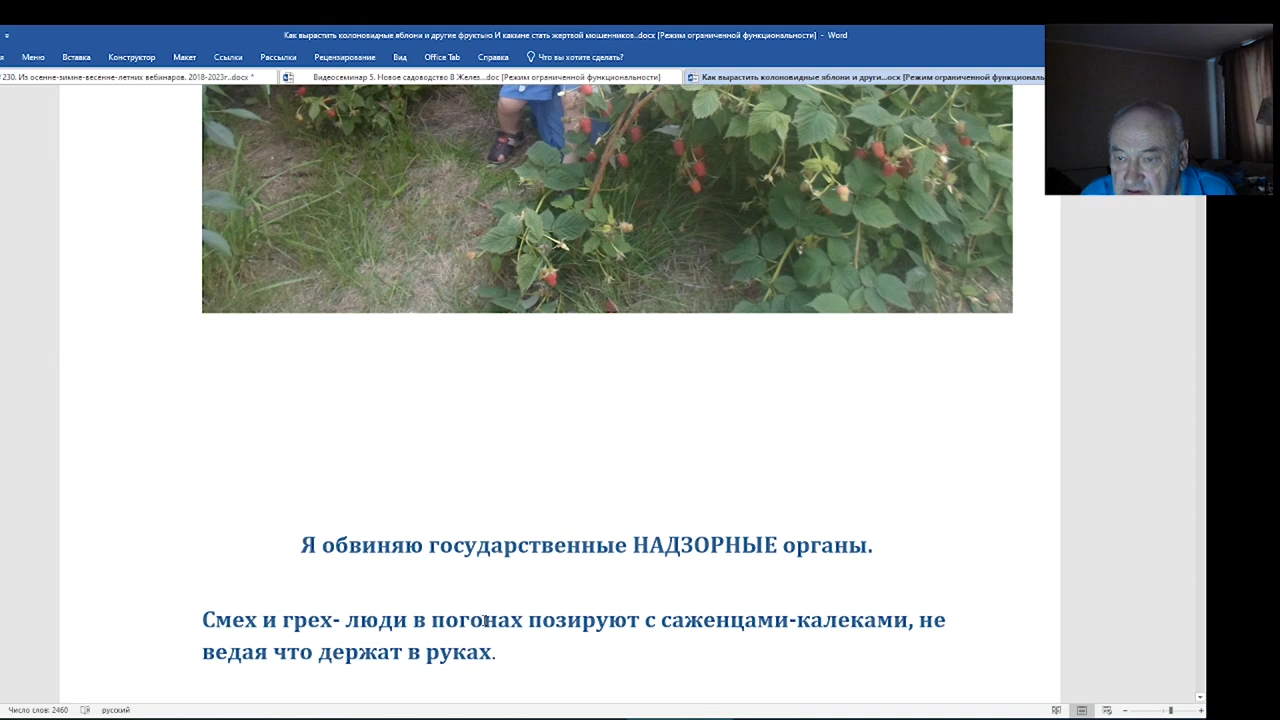 Как вырастить колоновидные яблони и другие фрукты ю И какмне стать жертвой мошенников..docx [Режим ограниченной функциональности] - Word
Меню Вставка Конструктор Макет Ссылки Рассылки Рецензирование Вид Office Tab Справка Что вы хотите сделать?
230. Из осенне-зимне-весенне-летних вебинаров. 2018-2023г..docx * Видеосеминар 5. Новое садоводство В Желез...doc [Режим ограниченной функциональности] Как вырастить колоновидные яблони и други...ocx [Режим ограниченной функциональ
Я обвиняю государственные НАДЗОРНЫЕ органы.
Смех и грех- люди в погонах позируют с саженцами-калеками, не
ведая что держат в руках.
Число слов: 2460 русский